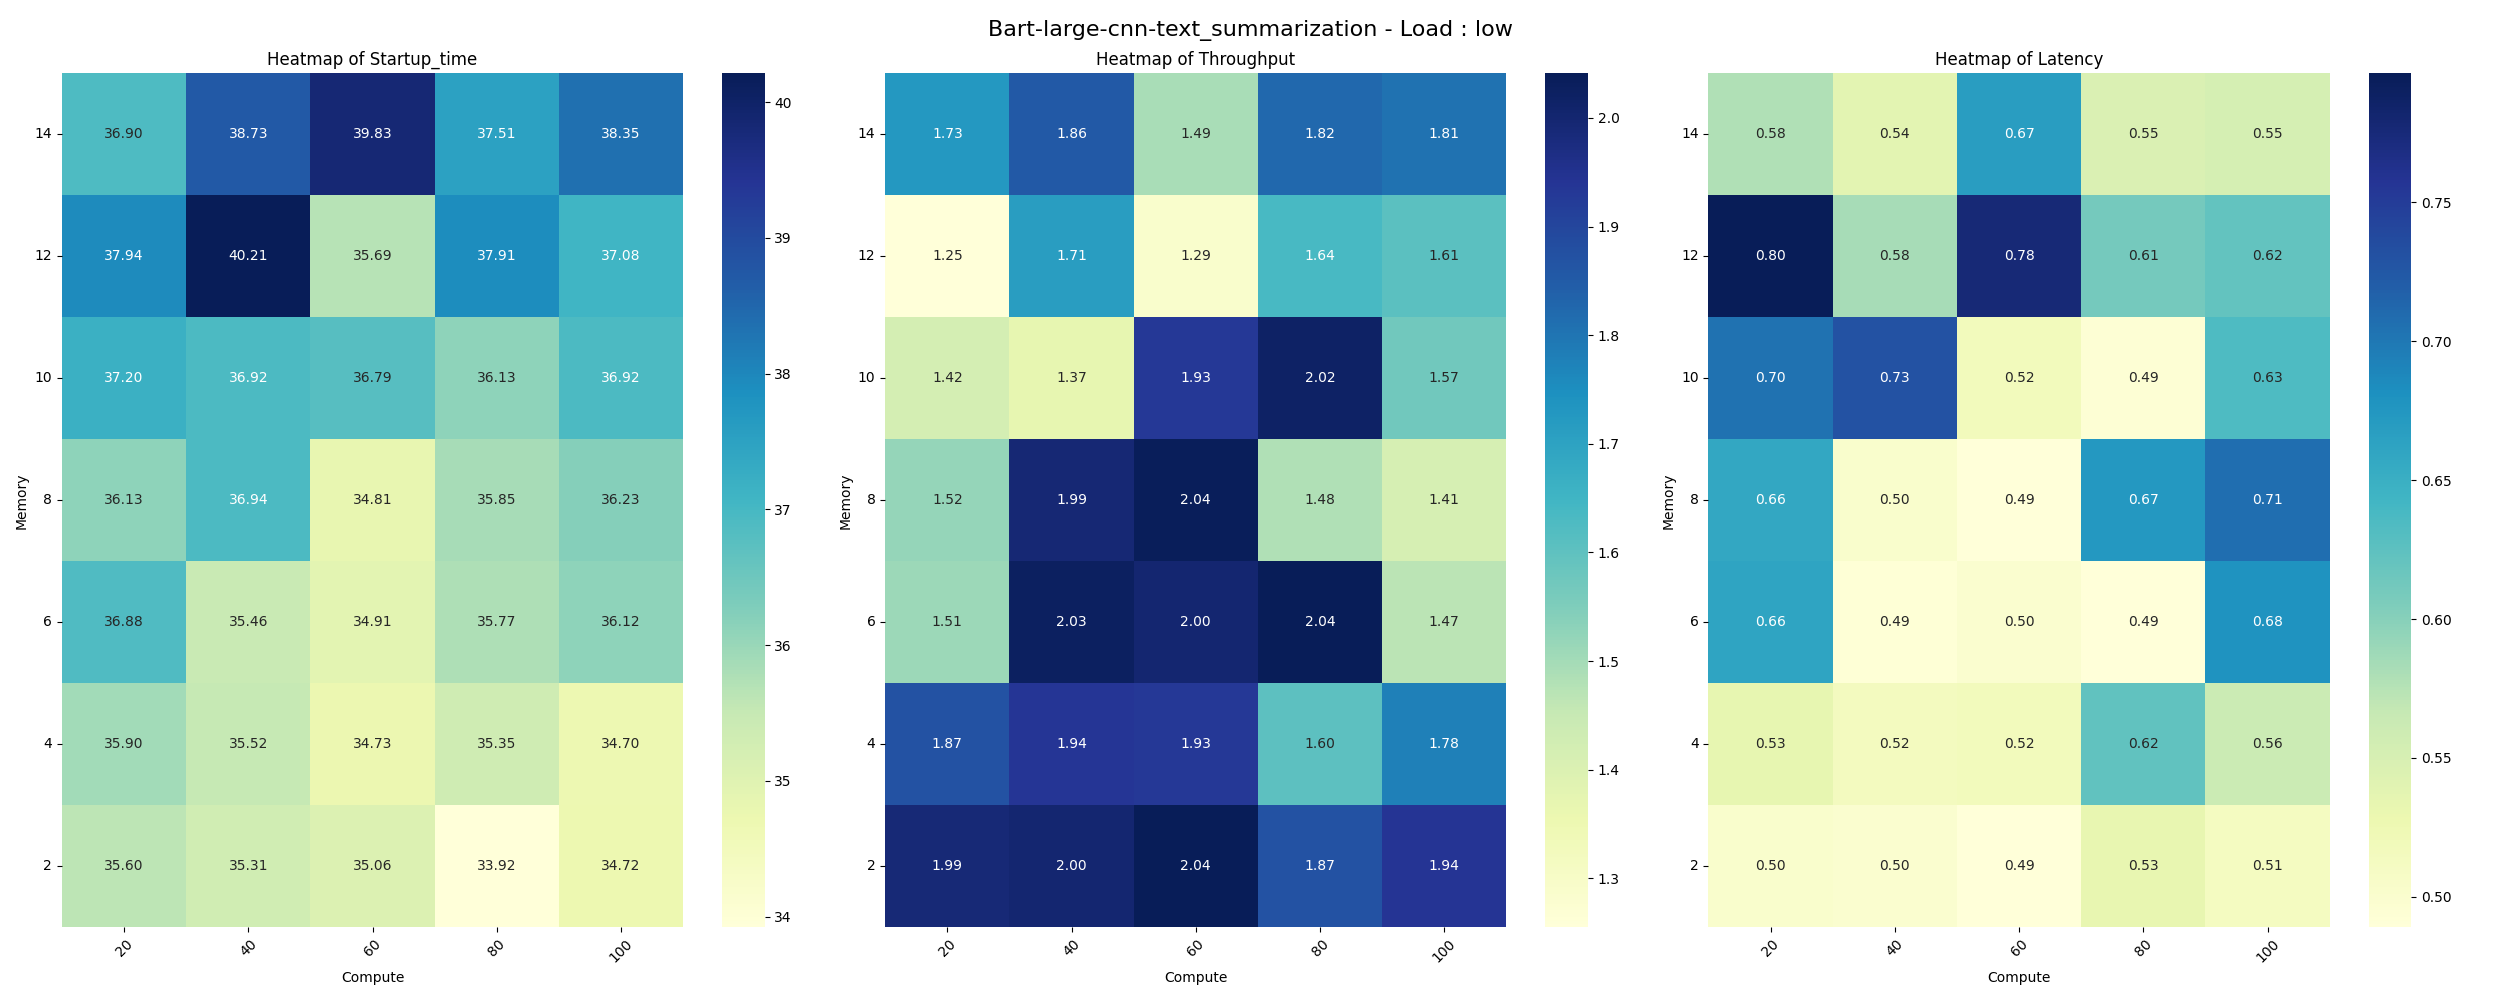 Bart-large-cnn-text_summarization - Load : low
Heatmap of Startup_time
14 36.90 38.73 39.83 37.51 38.35
12 37.94 40.21 35.69 37.91 37.08
10 37.20 36.92 36.79 36.13 36.92
8 36.13 36.94 34.81 35.85 36.23
6 36.88 35.46 34.91 35.77 36.12
4 35.90 35.52 34.73 35.35 34.70
2 35.60 35.31 35.06 33.92 34.72
20 40 60 80 100
Memory
Compute
40
39
38
37
36
35
34
Heatmap of Throughput
14 1.73 1.86 1.49 1.82 1.81
12 1.25 1.71 1.29 1.64 1.61
10 1.42 1.37 1.93 2.02 1.57
8 1.52 1.99 2.04 1.48 1.41
6 1.51 2.03 2.00 2.04 1.47
4 1.87 1.94 1.93 1.60 1.78
2 1.99 2.00 2.04 1.87 1.94
20 40 60 80 100
Memory
Compute
2.0
1.9
1.8
1.7
1.6
1.5
1.4
1.3
Heatmap of Latency
14 0.58 0.54 0.67 0.55 0.55
12 0.80 0.58 0.78 0.61 0.62
10 0.70 0.73 0.52 0.49 0.63
8 0.66 0.50 0.49 0.67 0.71
6 0.66 0.49 0.50 0.49 0.68
4 0.53 0.52 0.52 0.62 0.56
2 0.50 0.50 0.49 0.53 0.51
20 40 60 80 100
Memory
Compute
0.75
0.70
0.65
0.60
0.55
0.50